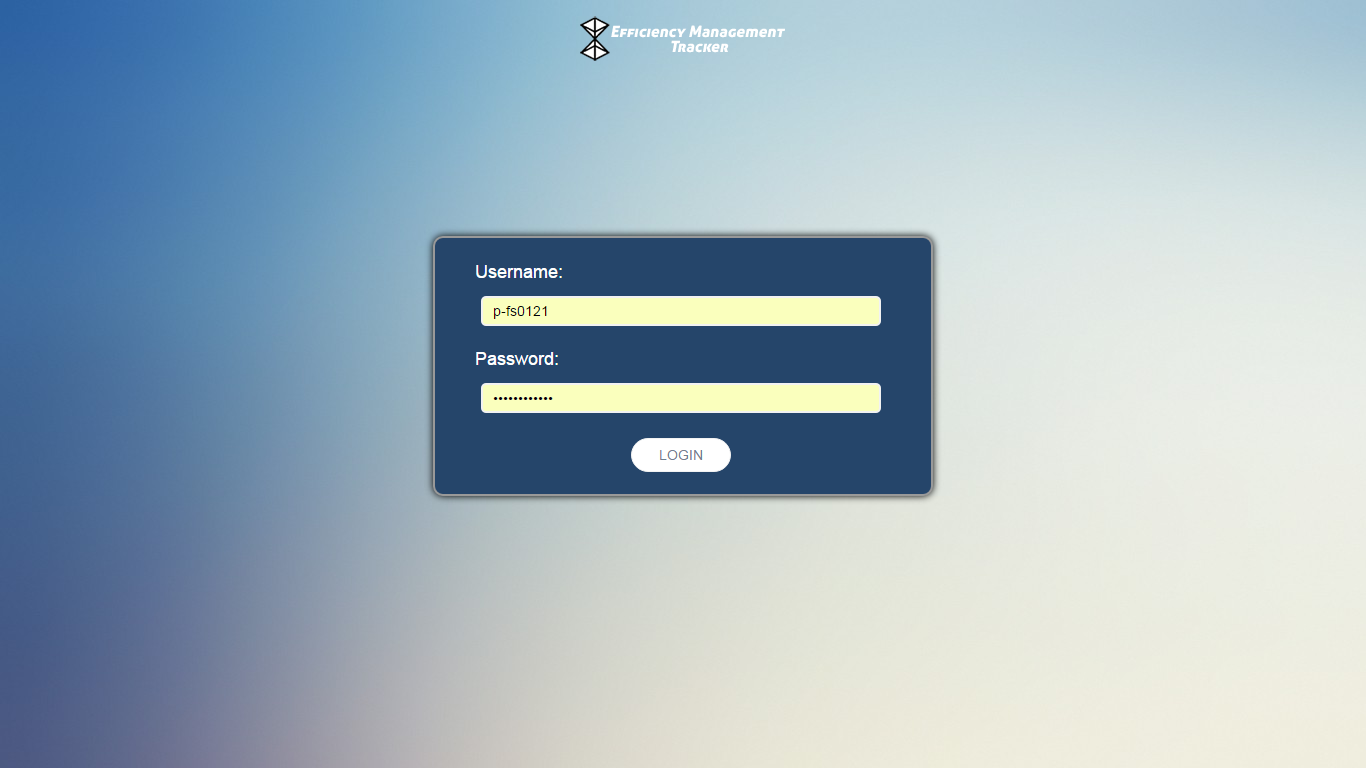 Efficiency Management
Tracker
Username:
p-fs0121
Password:
••••••••••••
LOGIN